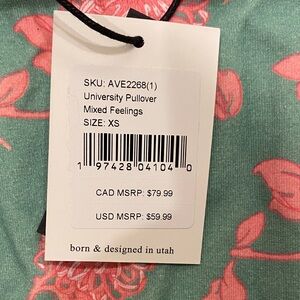 SKU: AVE2268(1)
University Pullover
Mixed Feelings
SIZE: XS
1 97428 04104 0
CAD MSRP: $79.99
USD MSRP: $59.99
born & designed in utah